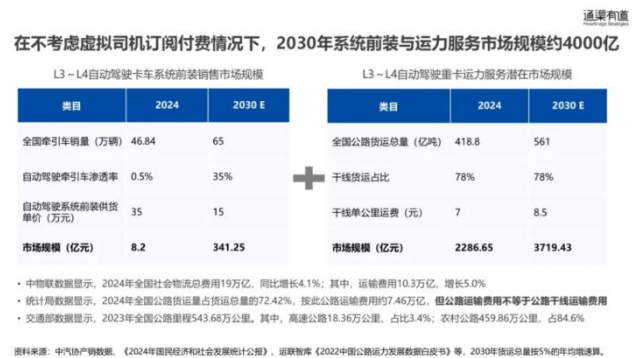 通渠有道
在不考虑虚拟司机订阅付费情况下，2030年系统前装与运力服务市场规模约4000亿
L3～L4自动驾驶卡车系统前装销售市场规模
类目 2024 2030 E
全国牵引车销量（万辆） 46.84 65
自动驾驶牵引车渗透率 0.5% 35%
自动驾驶系统前装供货
单价（万元） 35 15
市场规模（亿元） 8.2 341.25
L3～L4自动驾驶重卡运力服务潜在市场规模
类目 2024 2030 E
全国公路货运总量（亿吨） 418.8 561
干线货运占比 78% 78%
干线单公里运费（元） 7 8.5
市场规模（亿元） 2286.65 3719.43
• 中物联数据显示，2024年全国社会物流总费用19万亿，同比增长4.1%；其中，运输费用10.3万亿，增长5.0%
• 统计局数据显示，2024年全国公路货运量占货运总量的72.42%，按此公路运输费用约7.46万亿，但公路运输费用不等于公路干线运输费用
• 交通部数据显示，2023年全国公路里程543.68万公里。其中，高速公路18.36万公里、占比3.4%；农村公路459.86万公里，占84.6%
资料来源：中汽协产销数据、《2024年国民经济和社会发展统计公报》、运联智库《2022中国公路运力发展数据白皮书》等，2030年货运总量按5%的年均增速算。